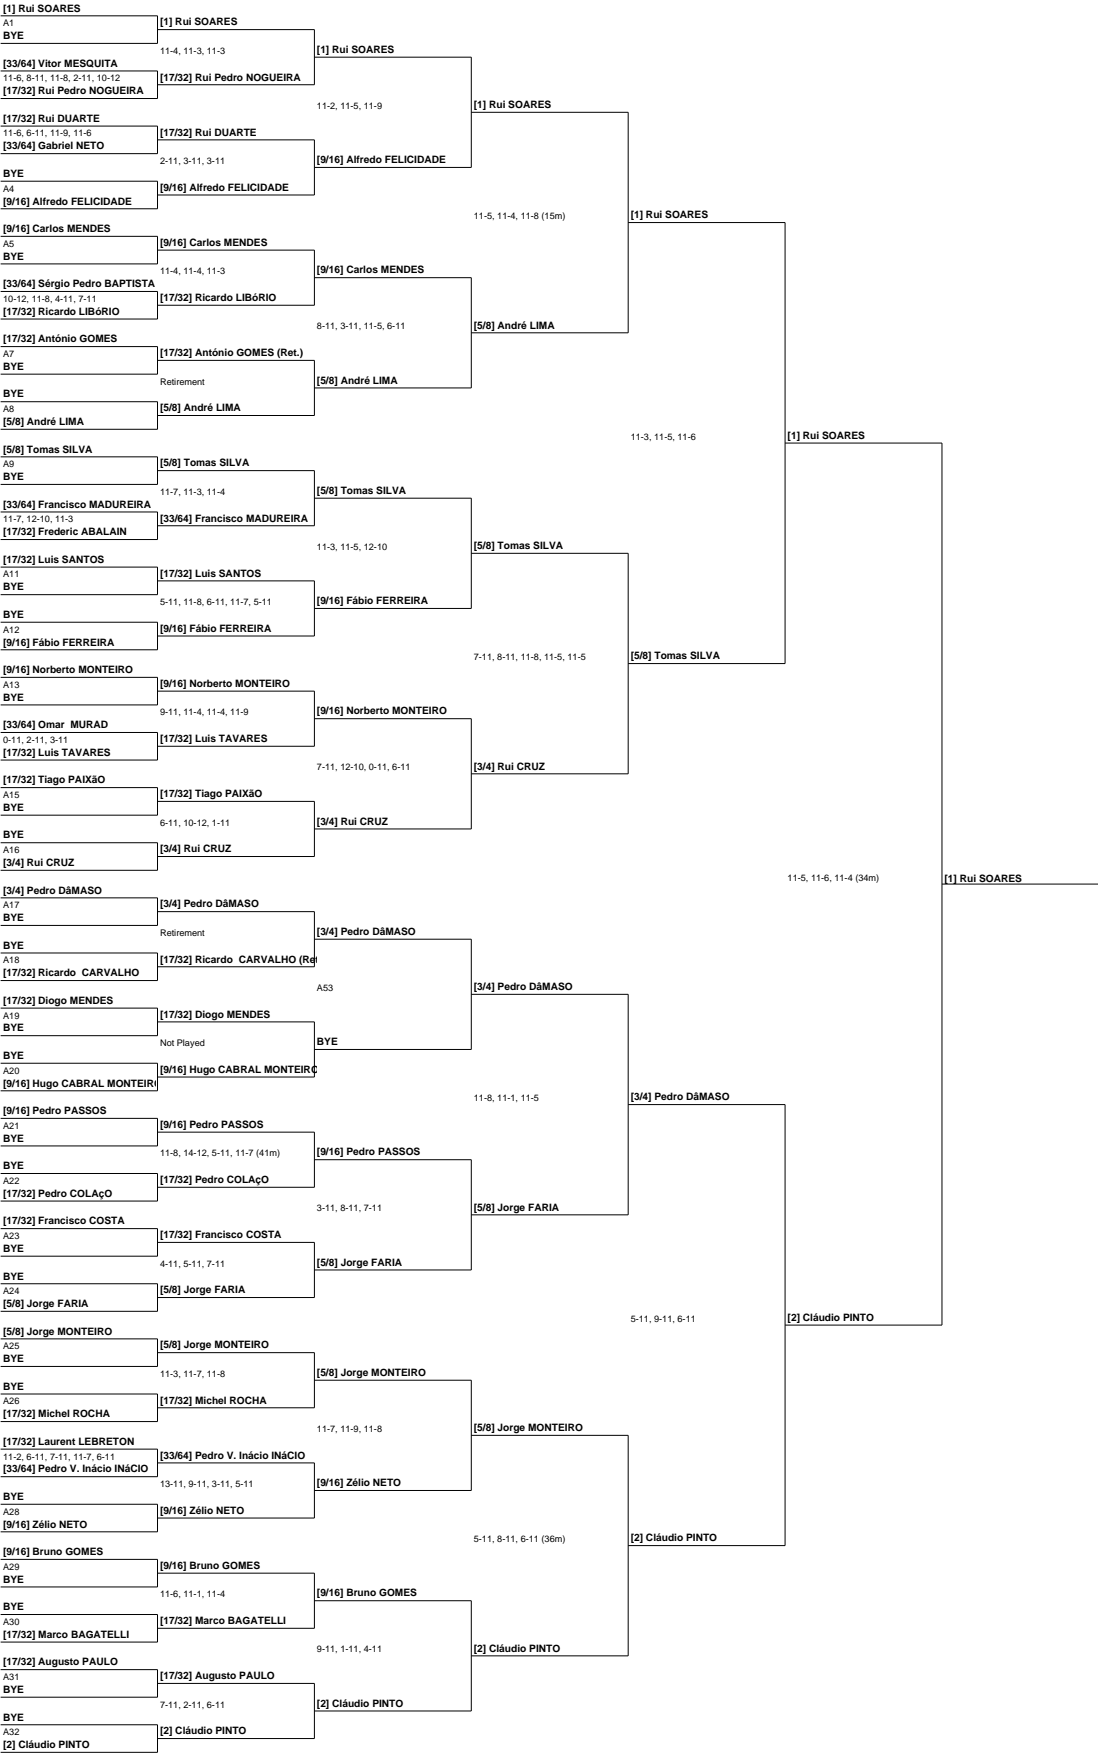 [1] Rui SOARES
A1
BYE
[33/64] Vitor MESQUITA
11-6, 8-11, 11-8, 2-11, 10-12
[17/32] Rui Pedro NOGUEIRA
[17/32] Rui DUARTE
11-6, 6-11, 11-9, 11-6
[33/64] Gabriel NETO
BYE
A4
[9/16] Alfredo FELICIDADE
[9/16] Carlos MENDES
A5
BYE
[33/64] Sérgio Pedro BAPTISTA
10-12, 11-8, 4-11, 7-11
[17/32] Ricardo LIBóRIO
[17/32] António GOMES
A7
BYE
BYE
A8
[5/8] André LIMA
[5/8] Tomas SILVA
A9
BYE
[33/64] Francisco MADUREIRA
11-7, 12-10, 11-3
[17/32] Frederic ABALAIN
[17/32] Luis SANTOS
A11
BYE
BYE
A12
[9/16] Fábio FERREIRA
[9/16] Norberto MONTEIRO
A13
BYE
[33/64] Omar  MURAD
0-11, 2-11, 3-11
[17/32] Luis TAVARES
[17/32] Tiago PAIXãO
A15
BYE
BYE
A16
[3/4] Rui CRUZ
[3/4] Pedro DâMASO
A17
BYE
BYE
A18
[17/32] Ricardo  CARVALHO
[17/32] Diogo MENDES
A19
BYE
BYE
A20
[9/16] Hugo CABRAL MONTEIR
[9/16] Pedro PASSOS
A21
BYE
BYE
A22
[17/32] Pedro COLAçO
[17/32] Francisco COSTA
A23
BYE
BYE
A24
[5/8] Jorge FARIA
[5/8] Jorge MONTEIRO
A25
BYE
BYE
A26
[17/32] Michel ROCHA
[17/32] Laurent LEBRETON
11-2, 6-11, 7-11, 11-7, 6-11
[33/64] Pedro V. Inácio INáCIO
BYE
A28
[9/16] Zélio NETO
[9/16] Bruno GOMES
A29
BYE
BYE
A30
[17/32] Marco BAGATELLI
[17/32] Augusto PAULO
A31
BYE
BYE
A32
[2] Cláudio PINTO
[1] Rui SOARES
11-4, 11-3, 11-3
[17/32] Rui Pedro NOGUEIRA
[17/32] Rui DUARTE
2-11, 3-11, 3-11
[9/16] Alfredo FELICIDADE
[9/16] Carlos MENDES
11-4, 11-4, 11-3
[17/32] Ricardo LIBóRIO
[17/32] António GOMES (Ret.)
Retirement
[5/8] André LIMA
[5/8] Tomas SILVA
11-7, 11-3, 11-4
[33/64] Francisco MADUREIRA
[17/32] Luis SANTOS
5-11, 11-8, 6-11, 11-7, 5-11
[9/16] Fábio FERREIRA
[9/16] Norberto MONTEIRO
9-11, 11-4, 11-4, 11-9
[17/32] Luis TAVARES
[17/32] Tiago PAIXãO
6-11, 10-12, 1-11
[3/4] Rui CRUZ
[3/4] Pedro DâMASO
Retirement
[17/32] Ricardo  CARVALHO (Ret
[17/32] Diogo MENDES
Not Played
[9/16] Hugo CABRAL MONTEIRO
[9/16] Pedro PASSOS
11-8, 14-12, 5-11, 11-7 (41m)
[17/32] Pedro COLAçO
[17/32] Francisco COSTA
4-11, 5-11, 7-11
[5/8] Jorge FARIA
[5/8] Jorge MONTEIRO
11-3, 11-7, 11-8
[17/32] Michel ROCHA
[33/64] Pedro V. Inácio INáCIO
13-11, 9-11, 3-11, 5-11
[9/16] Zélio NETO
[9/16] Bruno GOMES
11-6, 11-1, 11-4
[17/32] Marco BAGATELLI
[17/32] Augusto PAULO
7-11, 2-11, 6-11
[2] Cláudio PINTO
[1] Rui SOARES
11-2, 11-5, 11-9
[9/16] Alfredo FELICIDADE
[9/16] Carlos MENDES
8-11, 3-11, 11-5, 6-11
[5/8] André LIMA
[5/8] Tomas SILVA
11-3, 11-5, 12-10
[9/16] Fábio FERREIRA
[9/16] Norberto MONTEIRO
7-11, 12-10, 0-11, 6-11
[3/4] Rui CRUZ
[3/4] Pedro DâMASO
A53
BYE
[9/16] Pedro PASSOS
3-11, 8-11, 7-11
[5/8] Jorge FARIA
[5/8] Jorge MONTEIRO
11-7, 11-9, 11-8
[9/16] Zélio NETO
[9/16] Bruno GOMES
9-11, 1-11, 4-11
[2] Cláudio PINTO
[1] Rui SOARES
11-5, 11-4, 11-8 (15m)
[5/8] André LIMA
[5/8] Tomas SILVA
7-11, 8-11, 11-8, 11-5, 11-5
[3/4] Rui CRUZ
[3/4] Pedro DâMASO
11-8, 11-1, 11-5
[5/8] Jorge FARIA
[5/8] Jorge MONTEIRO
5-11, 8-11, 6-11 (36m)
[2] Cláudio PINTO
[1] Rui SOARES
11-3, 11-5, 11-6
[5/8] Tomas SILVA
[3/4] Pedro DâMASO
5-11, 9-11, 6-11
[2] Cláudio PINTO
[1] Rui SOARES
11-5, 11-6, 11-4 (34m)
[2] Cláudio PINTO
[1] Rui SOARES